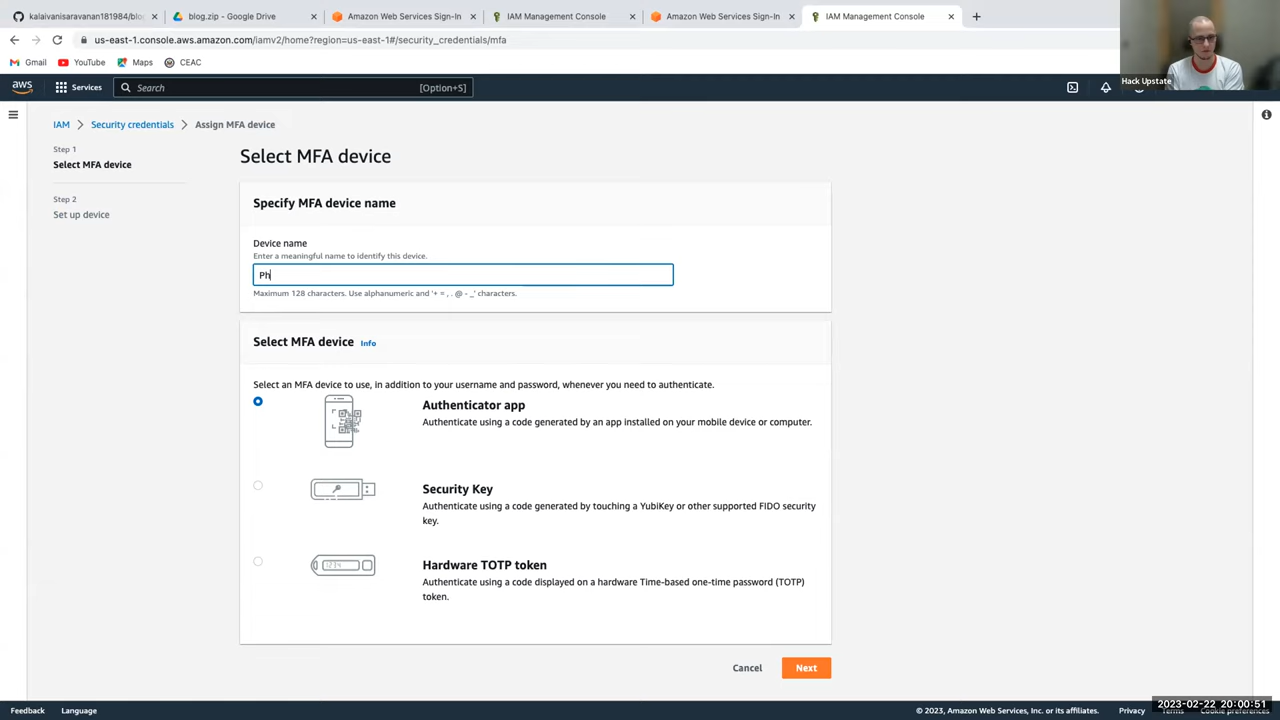 kalaivanisaravanan181984/blo
blog.zip - Google Drive
Amazon Web Services Sign-In
IAM Management Console
Amazon Web Services Sign-In
IAM Management Console
us-east-1.console.aws.amazon.com/iamv2/home?region=us-east-1#/security_credentials/mfa
Gmail
YouTube
Maps
CEAC
Hack Upstate
aws
Services
Search
[Option+S]
IAM > Security credentials > Assign MFA device
Step 1
Select MFA device
Step 2
Set up device
Select MFA device
Specify MFA device name
Device name
Enter a meaningful name to identify this device.
Ph
Maximum 128 characters. Use alphanumeric and '+ = , . @ - _' characters.
Select MFA device Info
Select an MFA device to use, in addition to your username and password, whenever you need to authenticate.
Authenticator app
Authenticate using a code generated by an app installed on your mobile device or computer.
Security Key
Authenticate using a code generated by touching a YubiKey or other supported FIDO security
key.
1234
Hardware TOTP token
Authenticate using a code displayed on a hardware Time-based one-time password (TOTP)
token.
Cancel
Next
Feedback
Language
© 2023, Amazon Web Services, Inc. or its affiliates.
Privacy
Terms
Cookie preferences
2023-02-22 20:00:51